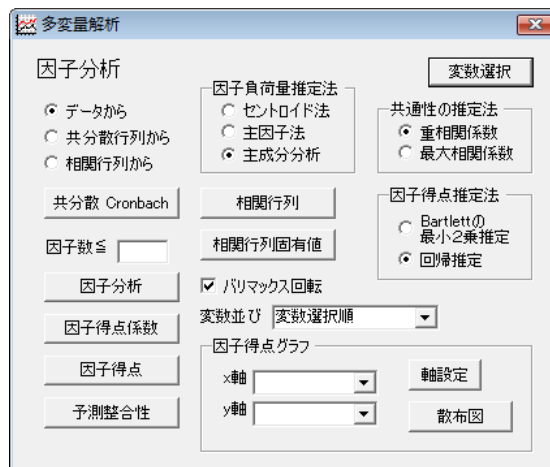 多変量解析
因子分析
変数選択
データから
共分散行列から
相関行列から
因子負荷量推定法
セントロイド法
主因子法
主成分分析
共通性の推定法
重相関係数
最大相関係数
共分散 Cronbach
相関行列
因子得点推定法
Bartlettの
最小2乗推定
回帰推定
因子数≦
相関行列固有値
因子分析
バリマックス回転
因子得点係数
変数並び 変数選択順
因子得点
因子得点グラフ
x軸
軸設定
予測整合性
y軸
散布図